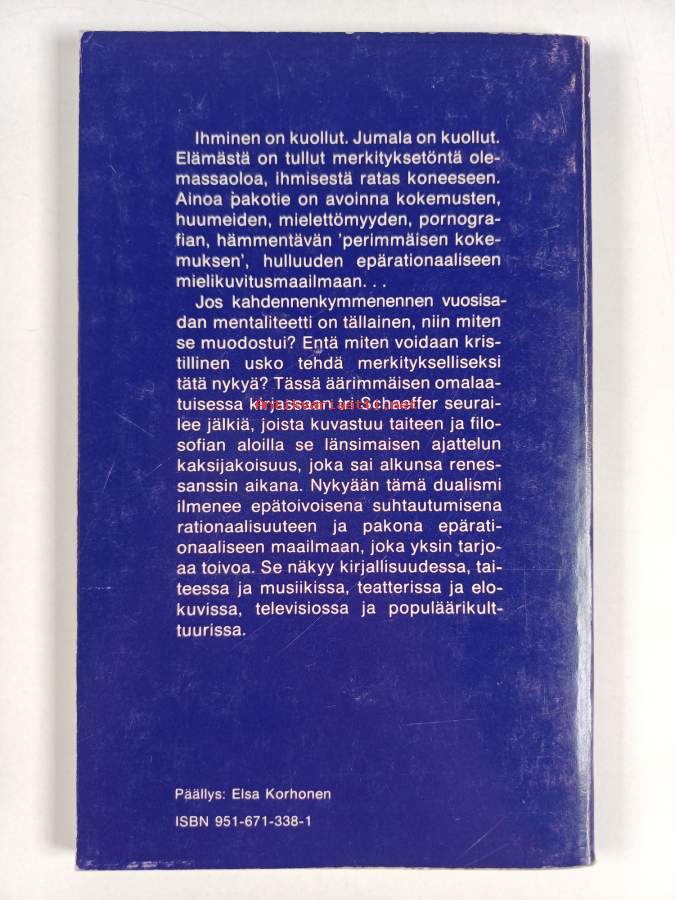 Ihminen on kuollut. Jumala on kuollut.
Elämästä on tullut merkityksetöntä ole-
massaoloa, ihmisestä ratas koneeseen.
Ainoa pakotie on avoinna kokemusten,
huumeiden, mielettömyyden, pornogra-
fian, hämmentävän 'perimmäisen koke-
muksen', hulluuden epärationaaliseen
mielikuvitusmaailmaan...
Jos kahdennenkymmenennen vuosisa-
dan mentaliteetti on tällainen, niin miten
se muodostui? Entä miten voidaan kris-
tillinen usko tehdä merkitykselliseksi
tätä nykyä? Tässä äärimmäisen omalaa-
tuisessa kirjassaan tri Schaeffer seurai-
lee jälkiä, joista kuvastuu taiteen ja filo-
sofian aloilla se länsimaisen ajattelun
kaksijakoisuus, joka sai alkunsa renes-
sanssin aikana. Nykyään tämä dualismi
ilmenee epätoivoisena suhtautumisena
rationaalisuuteen ja pakona epärati-
onaaliseen maailmaan, joka yksin tarjo-
aa toivoa. Se näkyy kirjallisuudessa, tai-
teessa ja musiikissa, teatterissa ja elo-
kuvissa, televisiossa ja populäärikult-
tuurissa.
Päällys: Elsa Korhonen
ISBN 951-671-338-1